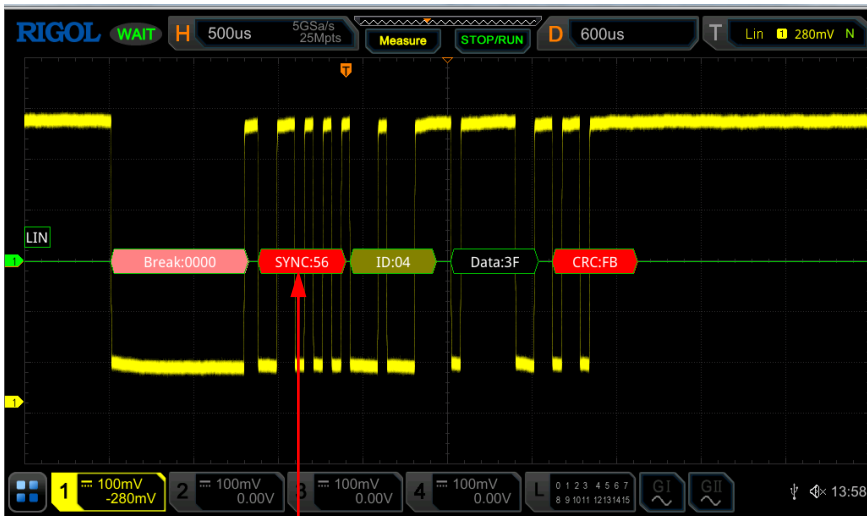 RIGOL WAIT H 500us 5GSa/s 25Mpts Measure STOP/RUN D 600us T Lin 1 280mV N
T
LIN
1 Break:0000 SYNC:56 ID:04 Data:3F CRC:FB
1
1 100mV -280mV 2 100mV 0.00V 3 100mV 0.00V 4 100mV 0.00V L 0 1 2 3 4 5 6 7 8 9 10 11 12 13 14 15 GI GII 13:58